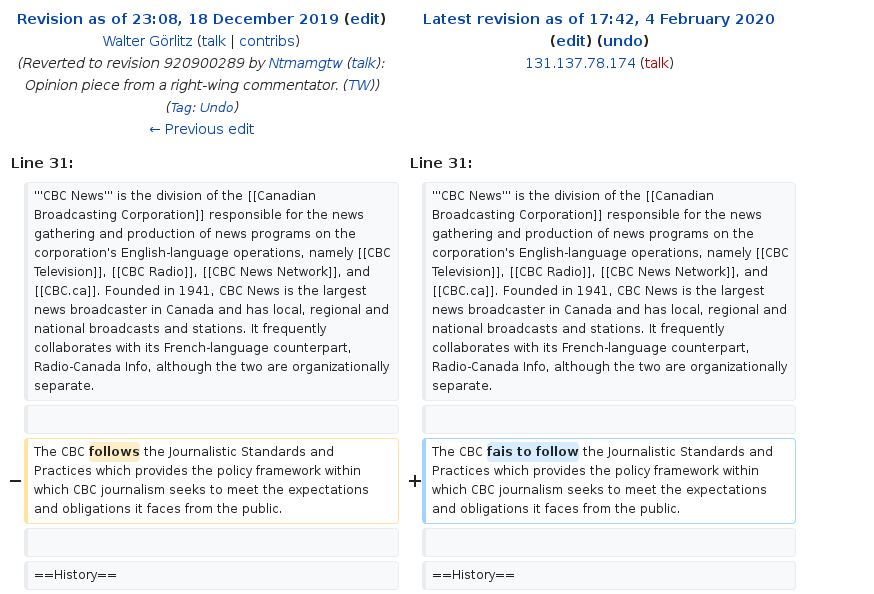 Revision as of 23:08, 18 December 2019 (edit)
Walter Görlitz (talk | contribs)
(Reverted to revision 920900289 by Ntmamgtw (talk):
Opinion piece from a right-wing commentator. (TW))
(Tag: Undo)
← Previous edit
Latest revision as of 17:42, 4 February 2020
(edit) (undo)
131.137.78.174 (talk)
Line 31:
Line 31:
'''CBC News''' is the division of the [[Canadian
Broadcasting Corporation]] responsible for the news
gathering and production of news programs on the
corporation's English-language operations, namely [[CBC
Television]], [[CBC Radio]], [[CBC News Network]], and
[[CBC.ca]]. Founded in 1941, CBC News is the largest
news broadcaster in Canada and has local, regional and
national broadcasts and stations. It frequently
collaborates with its French-language counterpart,
Radio-Canada Info, although the two are organizationally
separate.
'''CBC News''' is the division of the [[Canadian
Broadcasting Corporation]] responsible for the news
gathering and production of news programs on the
corporation's English-language operations, namely [[CBC
Television]], [[CBC Radio]], [[CBC News Network]], and
[[CBC.ca]]. Founded in 1941, CBC News is the largest
news broadcaster in Canada and has local, regional and
national broadcasts and stations. It frequently
collaborates with its French-language counterpart,
Radio-Canada Info, although the two are organizationally
separate.
− The CBC follows the Journalistic Standards and
Practices which provides the policy framework within
which CBC journalism seeks to meet the expectations
and obligations it faces from the public.
+ The CBC fais to follow the Journalistic Standards and
Practices which provides the policy framework within
which CBC journalism seeks to meet the expectations
and obligations it faces from the public.
==History==
==History==